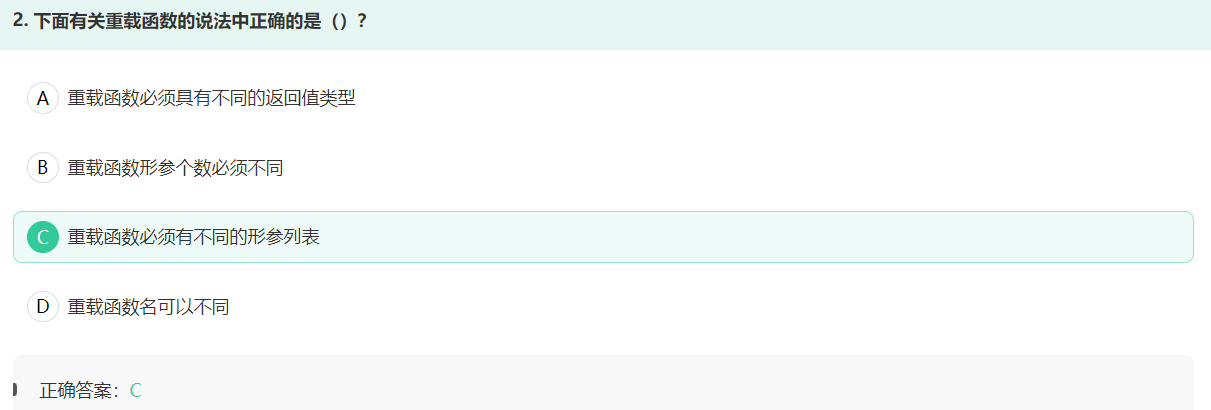 2. 下面有关重载函数的说法中正确的是（）?
A 重载函数必须具有不同的返回值类型
B 重载函数形参个数必须不同
C 重载函数必须有不同的形参列表
D 重载函数名可以不同
正确答案：C